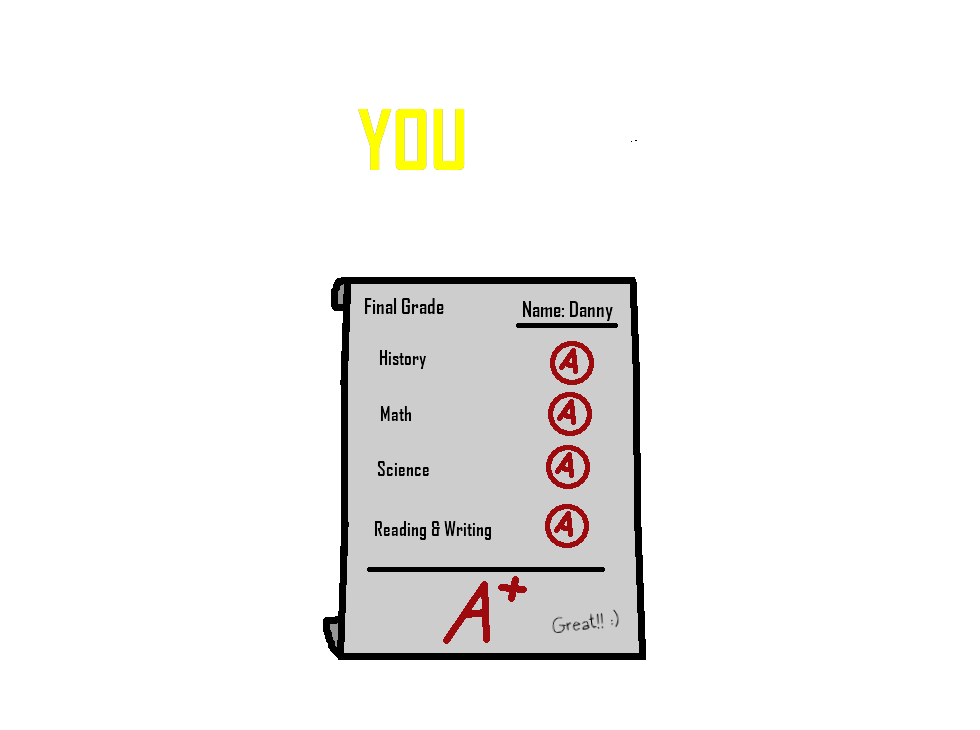 YOU
Final Grade Name: Danny
History A
Math A
Science A
Reading & Writing A
A+
Great!! :)